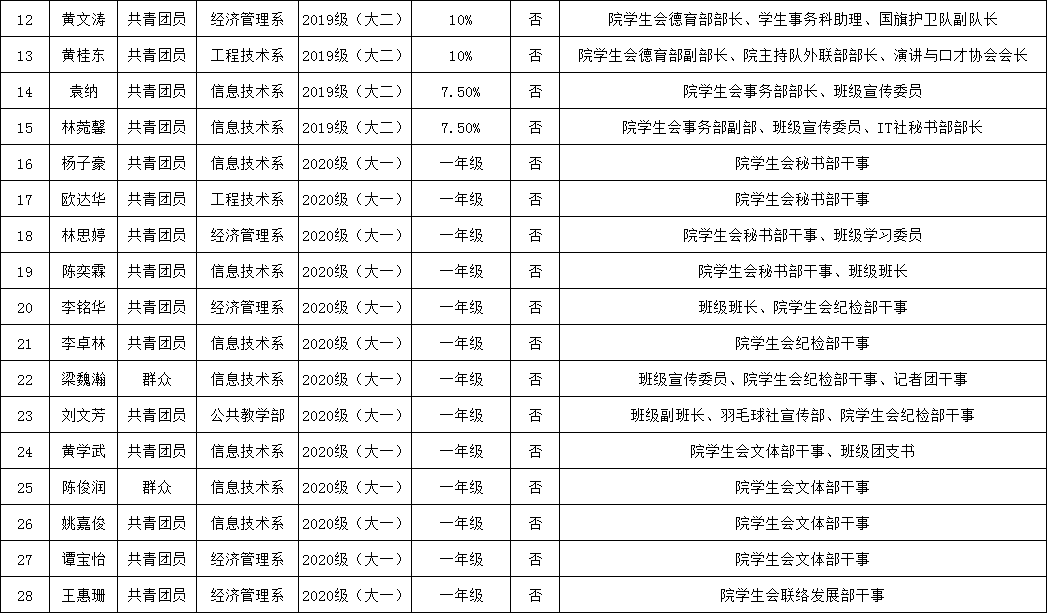 12 黄文涛 共青团员 经济管理系 2019级（大二） 10% 否 院学生会德育部部长、学生事务科助理、国旗护卫队副队长
13 黄桂东 共青团员 工程技术系 2019级（大二） 10% 否 院学生会德育部副部长、院主持队外联部部长、演讲与口才协会会长
14 袁纳 共青团员 信息技术系 2019级（大二） 7.50% 否 院学生会事务部部长、班级宣传委员
15 林菀馨 共青团员 信息技术系 2019级（大二） 7.50% 否 院学生会事务部副部、班级宣传委员、IT社秘书部部长
16 杨子豪 共青团员 信息技术系 2020级（大一） 一年级 否 院学生会秘书部干事
17 欧达华 共青团员 工程技术系 2020级（大一） 一年级 否 院学生会秘书部干事
18 林思婷 共青团员 经济管理系 2020级（大一） 一年级 否 院学生会秘书部干事、班级学习委员
19 陈奕霖 共青团员 信息技术系 2020级（大一） 一年级 否 院学生会秘书部干事、班级班长
20 李铭华 共青团员 经济管理系 2020级（大一） 一年级 否 班级班长、院学生会纪检部干事
21 李卓林 共青团员 信息技术系 2020级（大一） 一年级 否 院学生会纪检部干事
22 梁魏瀚 群众 信息技术系 2020级（大一） 一年级 否 班级宣传委员、院学生会纪检部干事、记者团干事
23 刘文芳 共青团员 公共教学部 2020级（大一） 一年级 否 班级副班长、羽毛球社宣传部、院学生会纪检部干事
24 黄学武 共青团员 信息技术系 2020级（大一） 一年级 否 院学生会文体部干事、班级团支书
25 陈俊润 群众 信息技术系 2020级（大一） 一年级 否 院学生会文体部干事
26 姚嘉俊 共青团员 信息技术系 2020级（大一） 一年级 否 院学生会文体部干事
27 谭宝怡 共青团员 经济管理系 2020级（大一） 一年级 否 院学生会文体部干事
28 王惠珊 共青团员 经济管理系 2020级（大一） 一年级 否 院学生会联络发展部干事